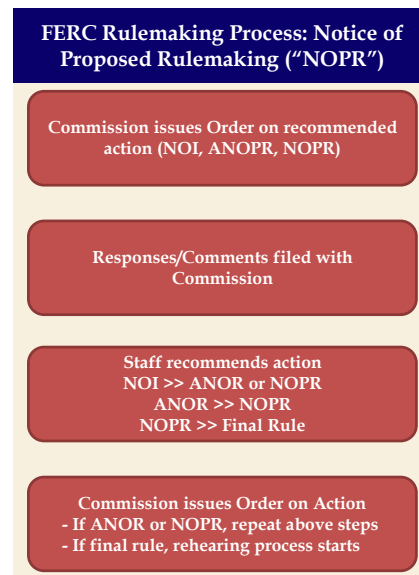 FERC Rulemaking Process: Notice of
Proposed Rulemaking (“NOPR”)
Commission issues Order on recommended
action (NOI, ANOPR, NOPR)
Responses/Comments filed with
Commission
Staff recommends action
NOI >> ANOR or NOPR
ANOR >> NOPR
NOPR >> Final Rule
Commission issues Order on Action
- If ANOR or NOPR, repeat above steps
- If final rule, rehearing process starts